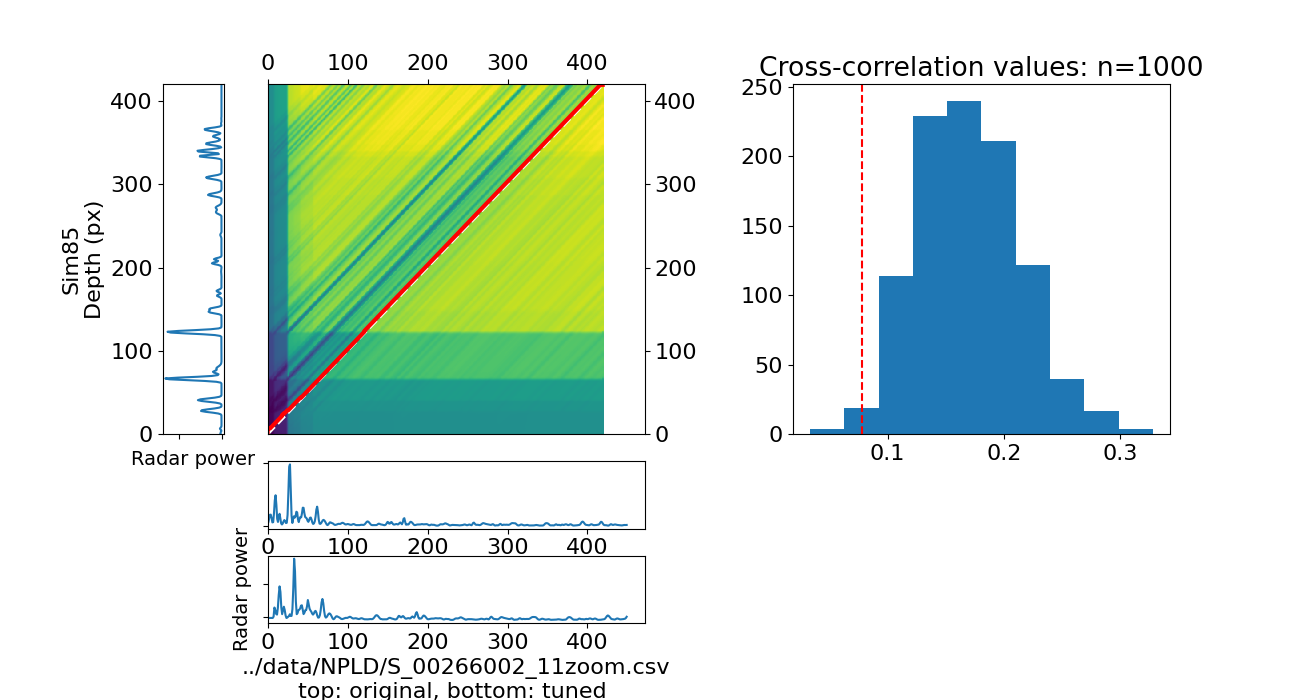 0 100 200 300 400
Cross-correlation values: n=1000
400
300
200
100
0
Sim85
Depth (px)
Radar power
400
300
200
100
0
250
200
150
100
50
0
0.1 0.2 0.3
0 100 200 300 400
Radar power
0 100 200 300 400
../data/NPLD/S_00266002_11zoom.csv
top: original, bottom: tuned